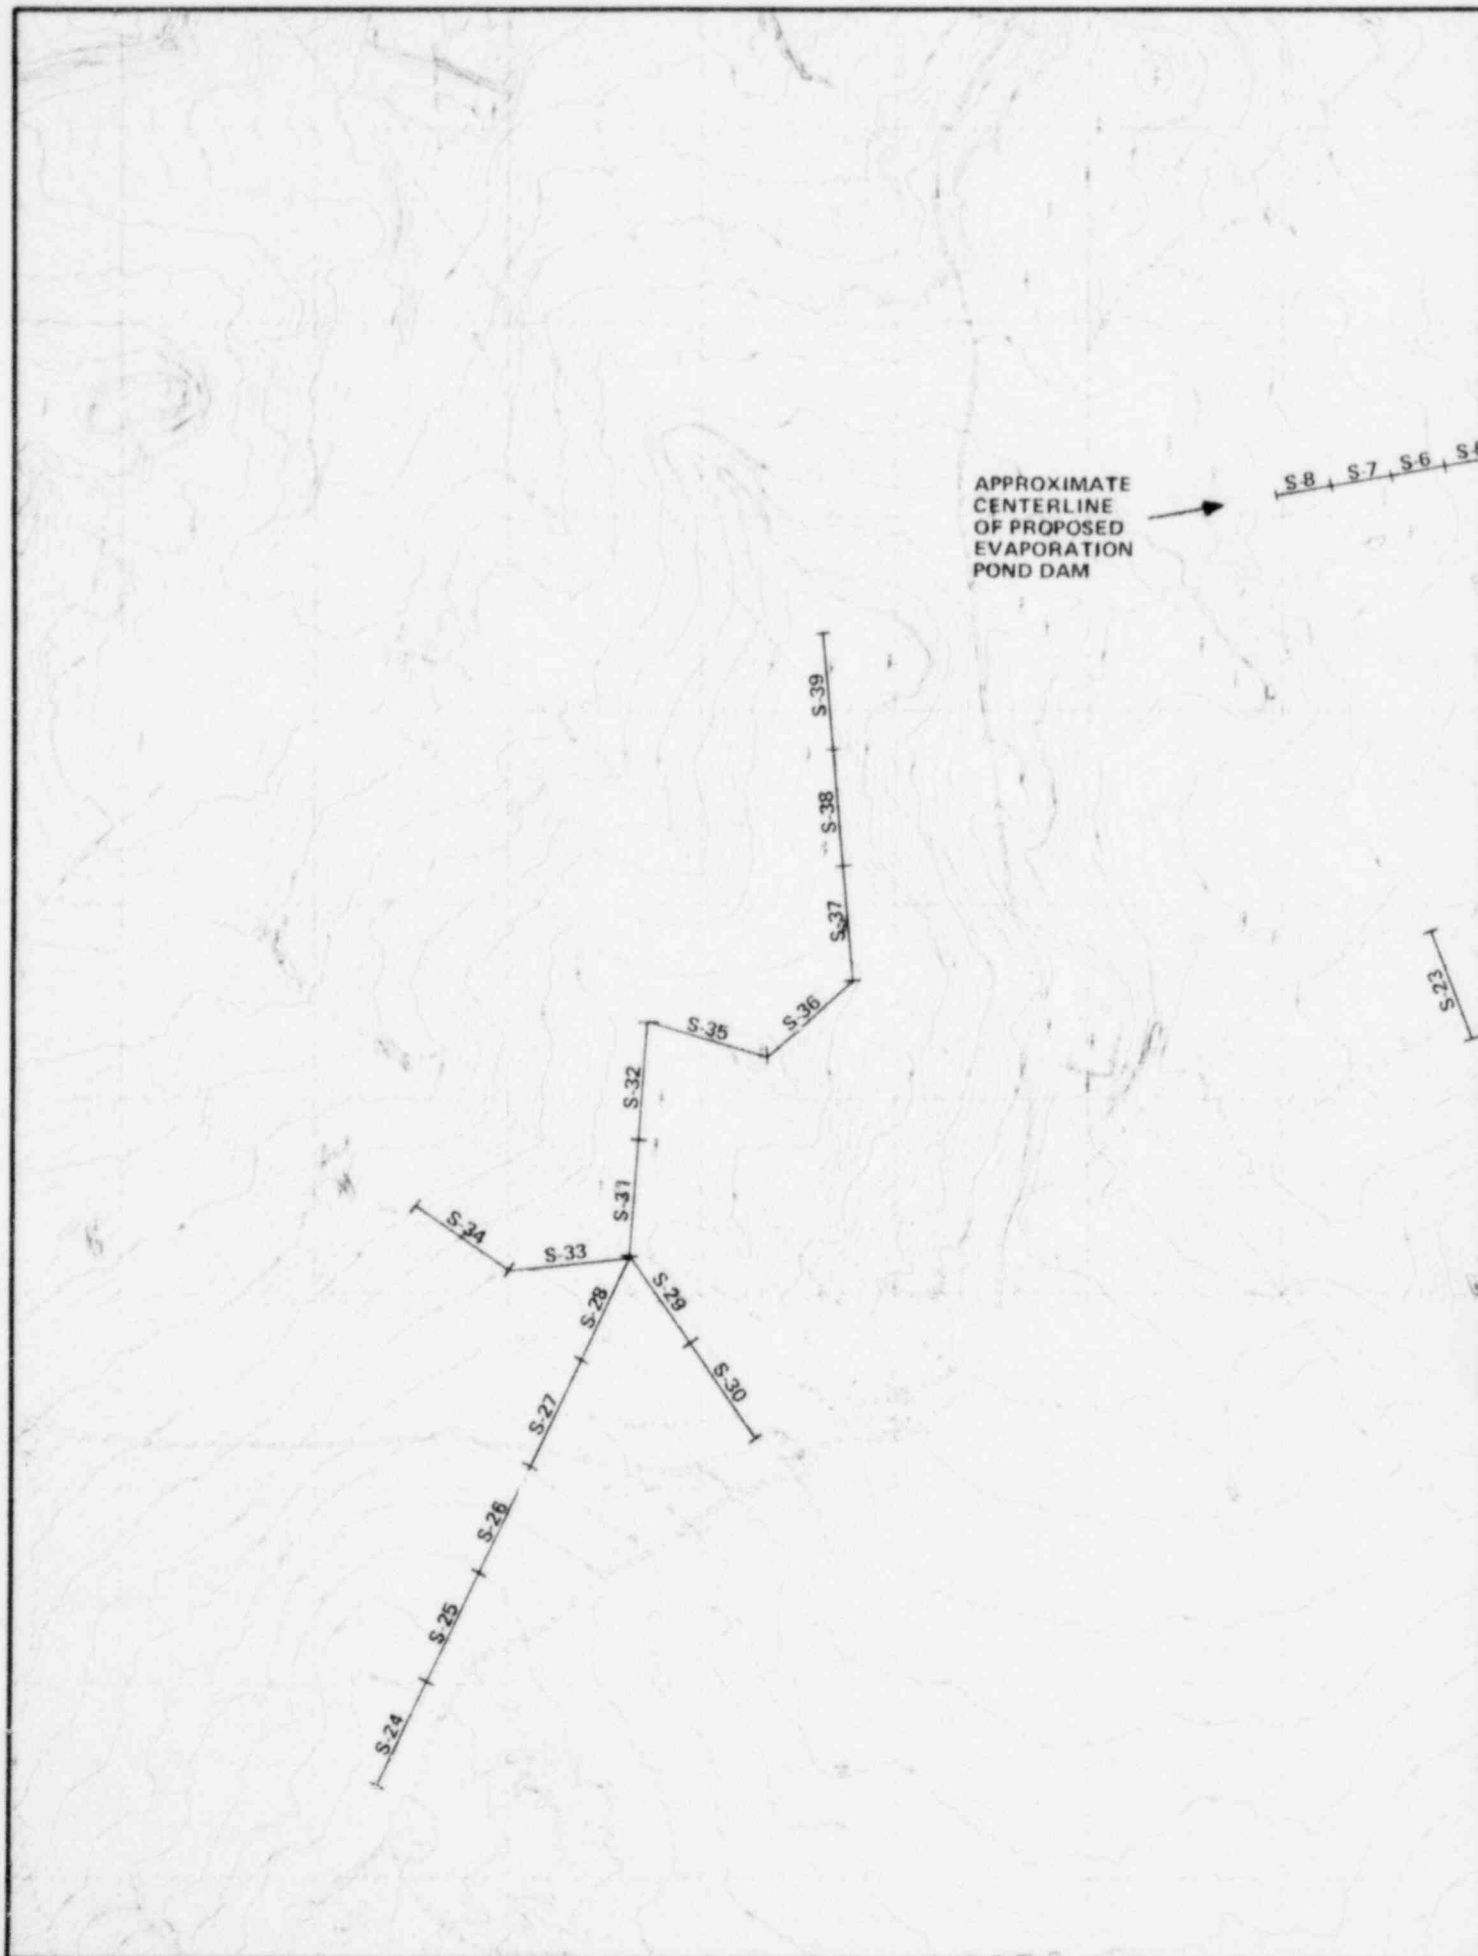 S-8
S-7
S-6
APPROXIMATE
CENTERLINE
OF PROPOSED
EVAPORATION
POND DAM
S-39
S-38
S-37
S-23
S-36
S-35
S-32
S-31
S-34
S-33
S-29
S-28
S-30
S-27
S-26
S-25
S-24